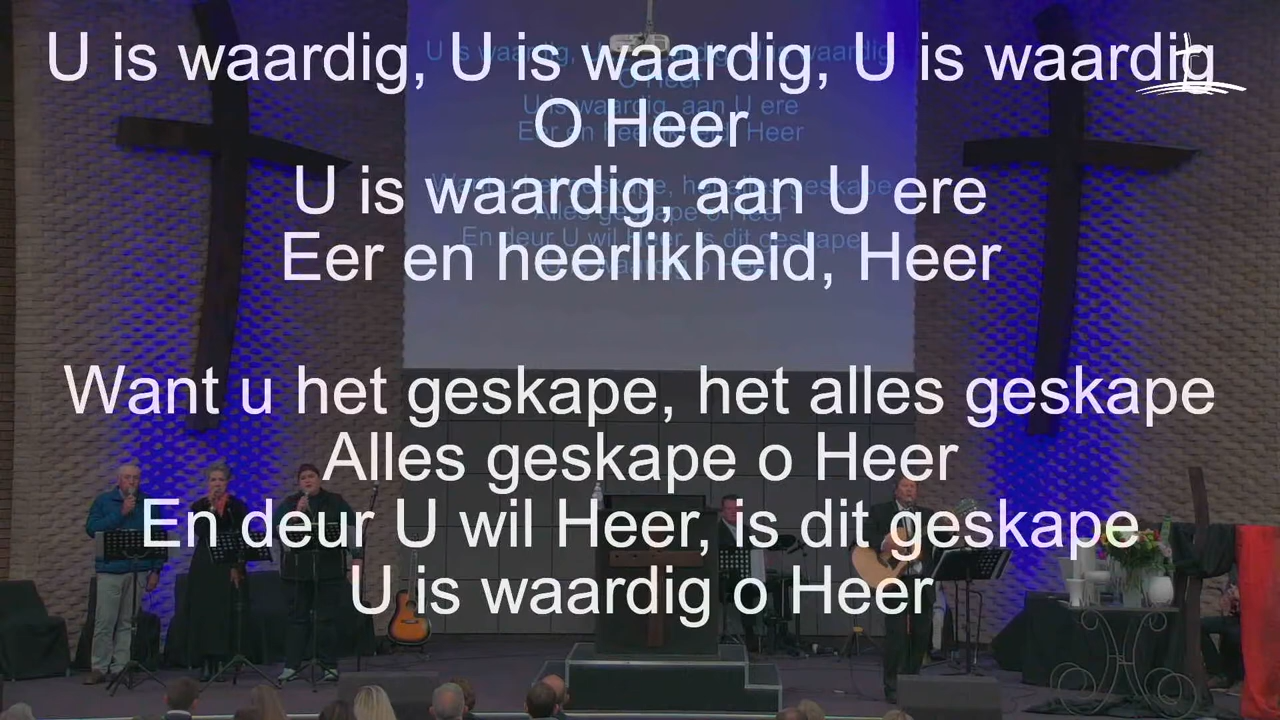 U is waardig, U is waardig, U is waardig
O Heer
U is waardig, aan U ere
Eer en heerlikheid, Heer
Want u het geskape, het alles geskape
Alles geskape o Heer
En deur U wil Heer, is dit geskape
U is waardig o Heer